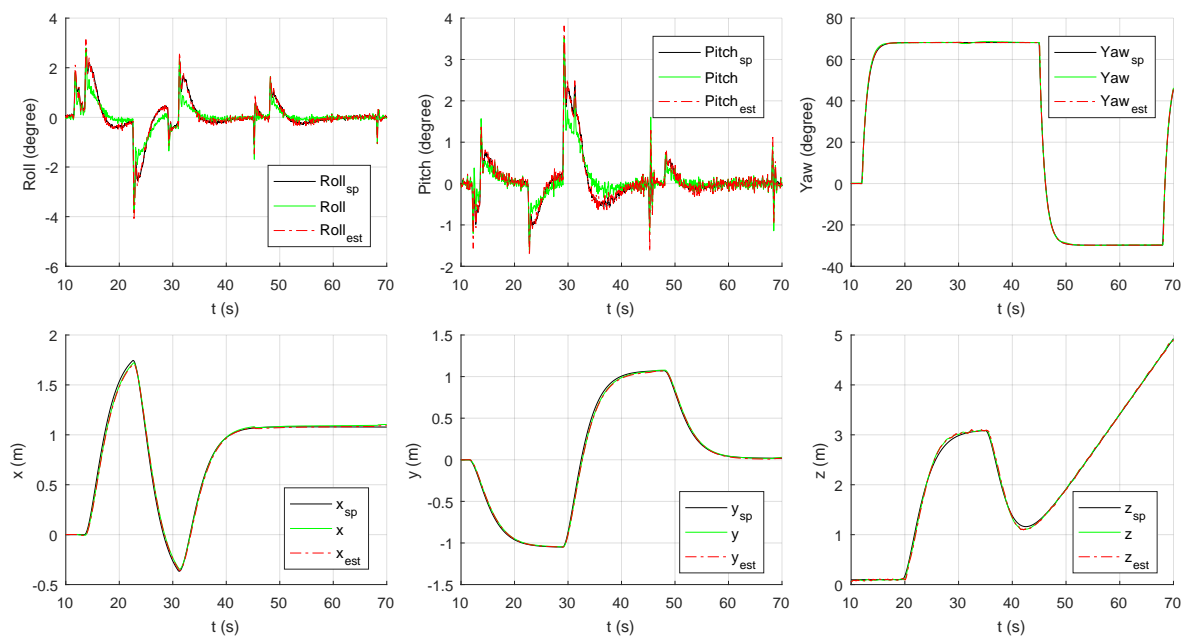 4
2
0
-2
-4
-6
Roll (degree)
10 20 30 40 50 60 70
t (s)
Roll_sp
Roll
Roll_est
4
3
2
1
0
-1
-2
Pitch (degree)
10 20 30 40 50 60 70
t (s)
Pitch_sp
Pitch
Pitch_est
80
60
40
20
0
-20
-40
Yaw (degree)
10 20 30 40 50 60 70
t (s)
Yaw_sp
Yaw
Yaw_est
2
1.5
1
0.5
0
-0.5
x (m)
10 20 30 40 50 60 70
t (s)
x_sp
x
x_est
1.5
1
0.5
0
-0.5
-1
-1.5
y (m)
10 20 30 40 50 60 70
t (s)
y_sp
y
y_est
5
4
3
2
1
0
z (m)
10 20 30 40 50 60 70
t (s)
z_sp
z
z_est